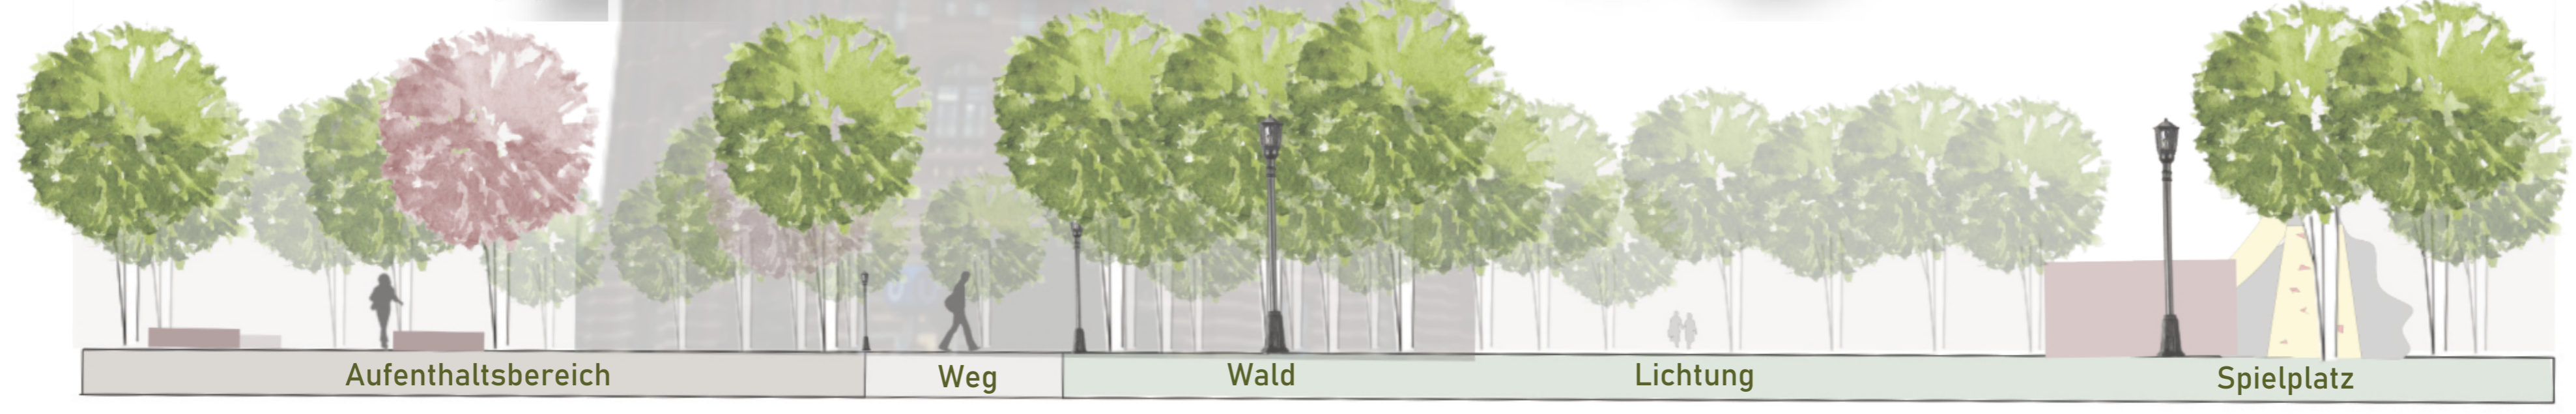 Aufenthaltsbereich
Weg
Wald
Lichtung
Spielplatz